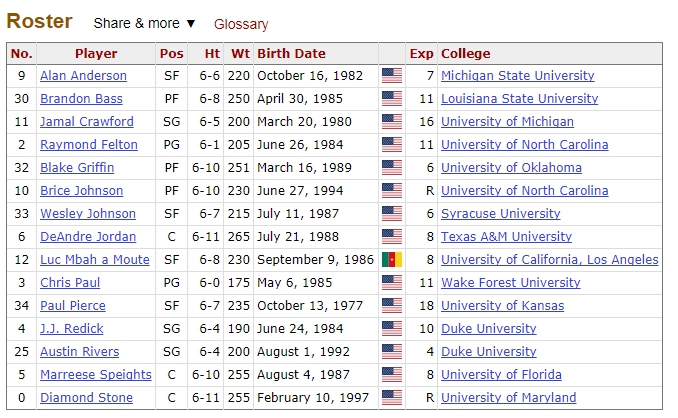 Roster Share & more ▼ Glossary
No. Player Pos Ht Wt Birth Date Exp College
9 Alan Anderson SF 6-6 220 October 16, 1982 7 Michigan State University
30 Brandon Bass PF 6-8 250 April 30, 1985 11 Louisiana State University
11 Jamal Crawford SG 6-5 200 March 20, 1980 16 University of Michigan
2 Raymond Felton PG 6-1 205 June 26, 1984 11 University of North Carolina
32 Blake Griffin PF 6-10 251 March 16, 1989 6 University of Oklahoma
10 Brice Johnson PF 6-10 230 June 27, 1994 R University of North Carolina
33 Wesley Johnson SF 6-7 215 July 11, 1987 6 Syracuse University
6 DeAndre Jordan C 6-11 265 July 21, 1988 8 Texas A&M University
12 Luc Mbah a Moute SF 6-8 230 September 9, 1986 8 University of California, Los Angeles
3 Chris Paul PG 6-0 175 May 6, 1985 11 Wake Forest University
34 Paul Pierce SF 6-7 235 October 13, 1977 18 University of Kansas
4 J.J. Redick SG 6-4 190 June 24, 1984 10 Duke University
25 Austin Rivers SG 6-4 200 August 1, 1992 4 Duke University
5 Marreese Speights C 6-10 255 August 4, 1987 8 University of Florida
0 Diamond Stone C 6-11 255 February 10, 1997 R University of Maryland